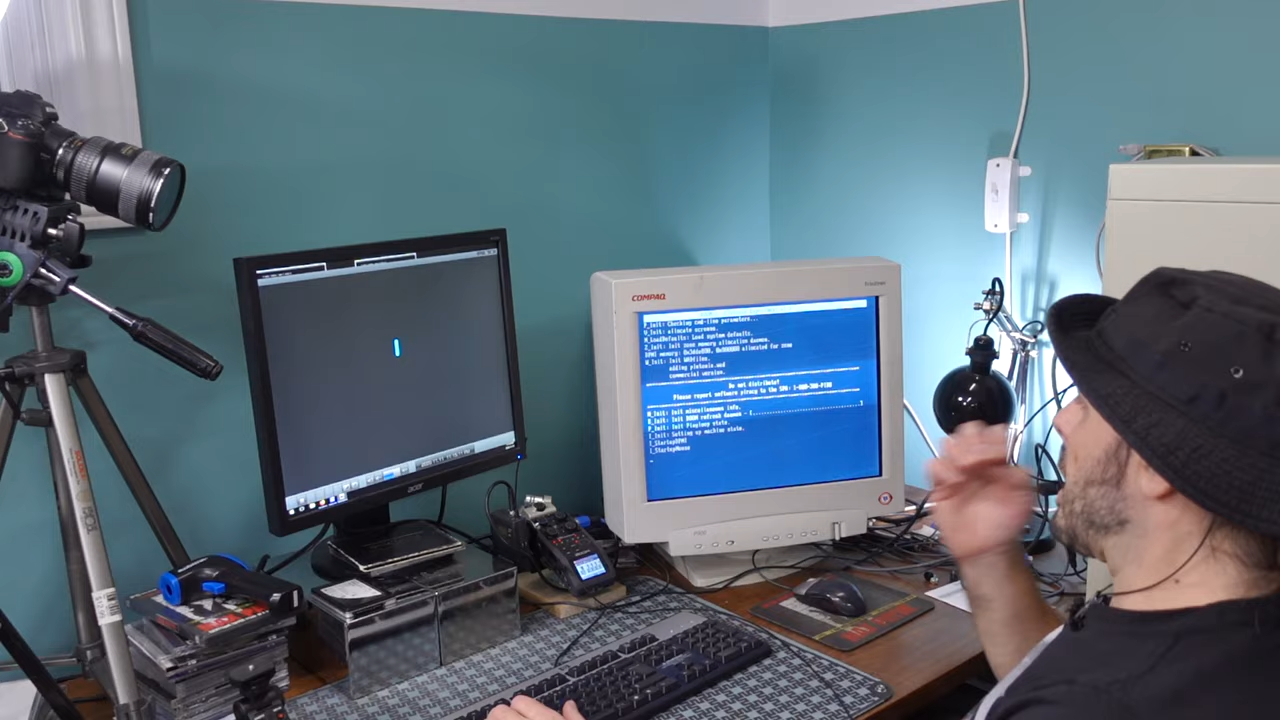 COMPAQ
P_Init: Checking cmd-line parameters...
V_Init: allocate screens.
M_LoadDefaults: Load system defaults.
Z_Init: Init zone memory allocation daemon.
DPMI memory:
allocated for zone
W_Init: Init WADfiles.
adding plutonia.wad
commercial version.
Do not distribute!
Please report software piracy to the SPA: 1-800-388-PIR8
M_Init: Init miscellaneous info.
R_Init: Init DOOM refresh daemon - [
P_Init: Init Playloop state.
I_Init: Setting up machine state.
I_StartupDPMI
I_StartupMouse
acer